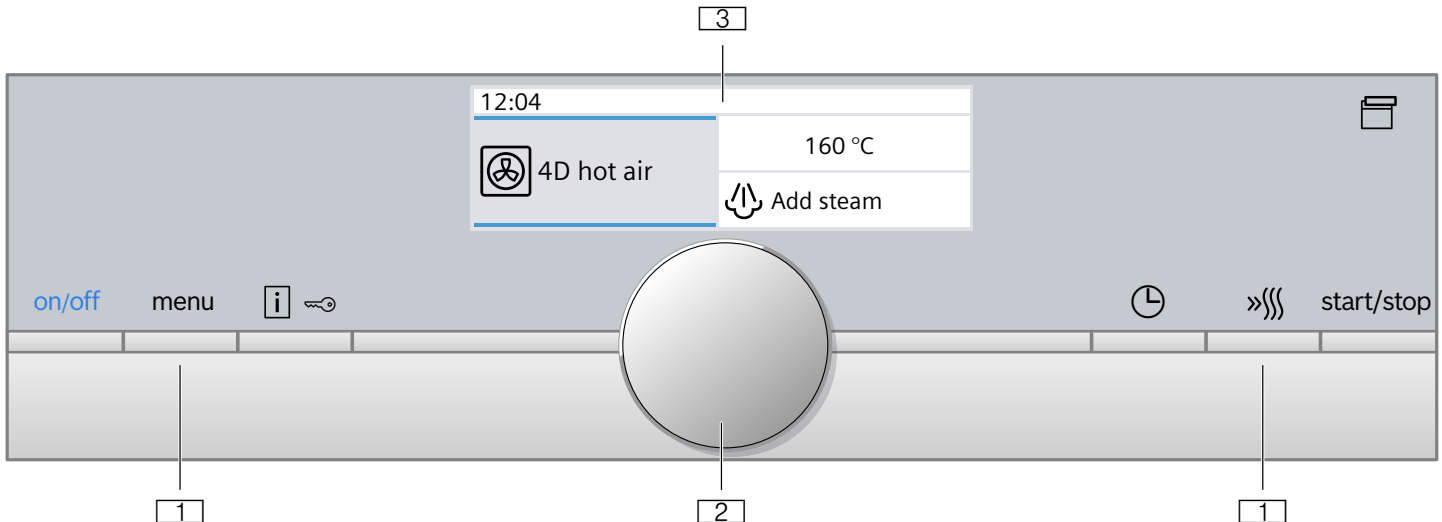 3
12:04
4D hot air
160 °C
Add steam
on/off
menu
i
start/stop
1
2
1